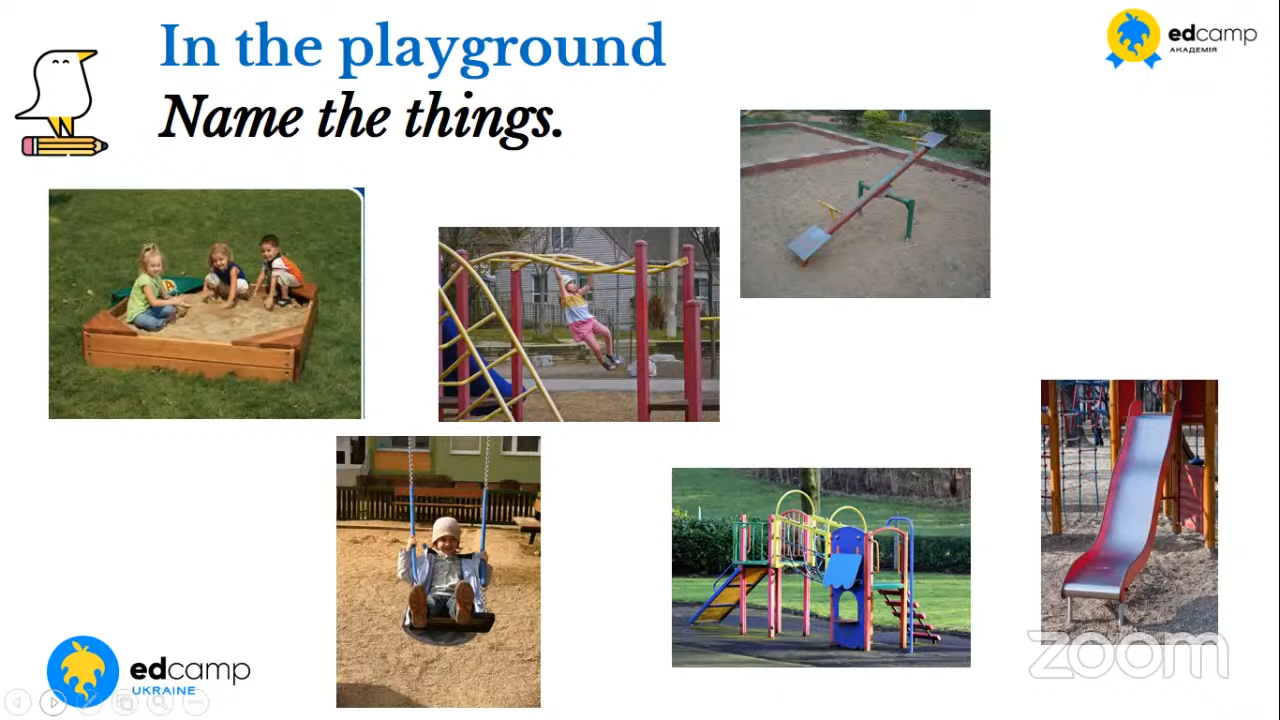 In the playground
Name the things.
edcamp
АКАДЕМІЯ
edcamp
UKRAINE
zoom